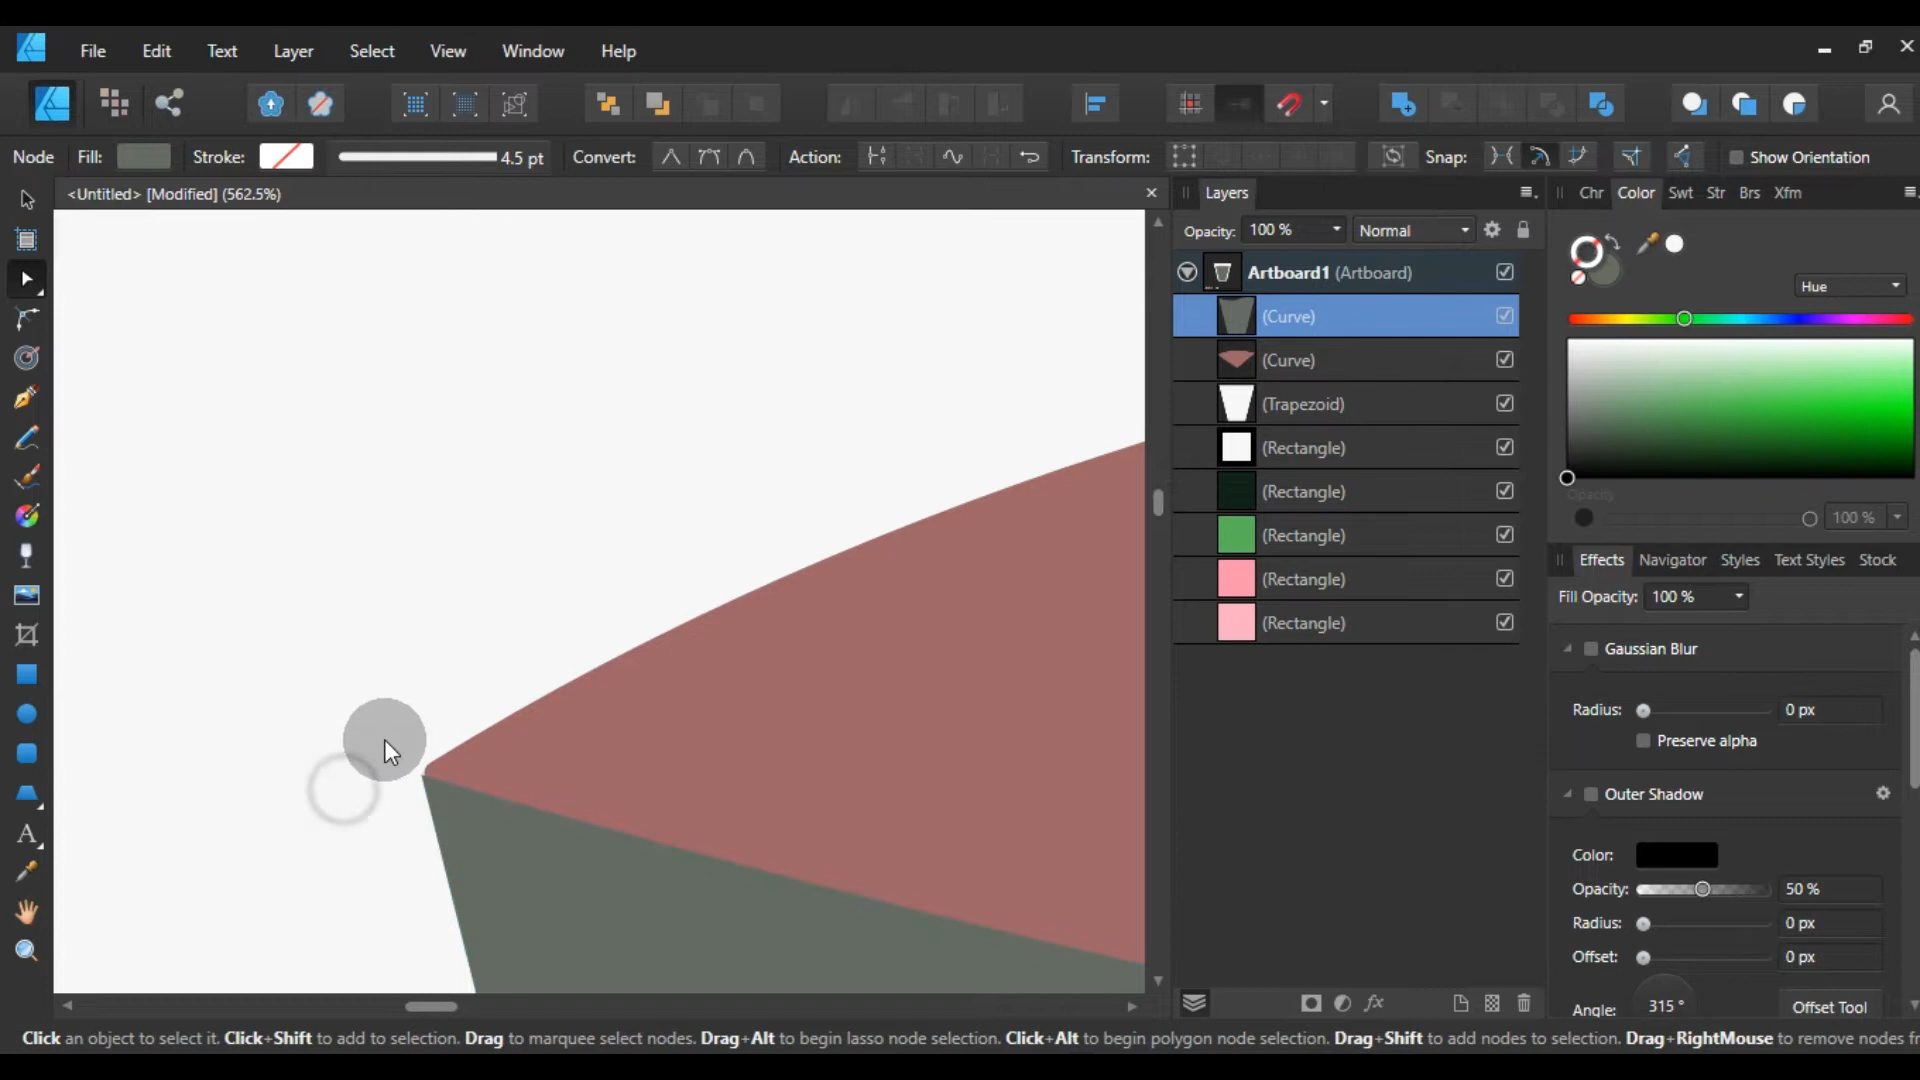 File Edit Text Layer Select View Window Help
Node Fill: Stroke: 4.5 pt Convert: Action: Transform: Snap: Show Orientation
<Untitled> [Modified] (562.5%)
Layers
Opacity: 100 % Normal
Artboard1 (Artboard)
(Curve)
(Curve)
(Trapezoid)
(Rectangle)
(Rectangle)
(Rectangle)
(Rectangle)
(Rectangle)
Chr Color Swt Str Brs Xfm
Hue
Opacity
100 %
Effects Navigator Styles Text Styles Stock
Fill Opacity: 100 %
Gaussian Blur
Radius: 0 px
Preserve alpha
Outer Shadow
Color:
Opacity: 50 %
Radius: 0 px
Offset: 0 px
Angle: 315 ° Offset Tool
Click an object to select it. Click+Shift to add to selection. Drag to marquee select nodes. Drag+Alt to begin lasso node selection. Click+Alt to begin polygon node selection. Drag+Shift to add nodes to selection. Drag+RightMouse to remove nodes fr